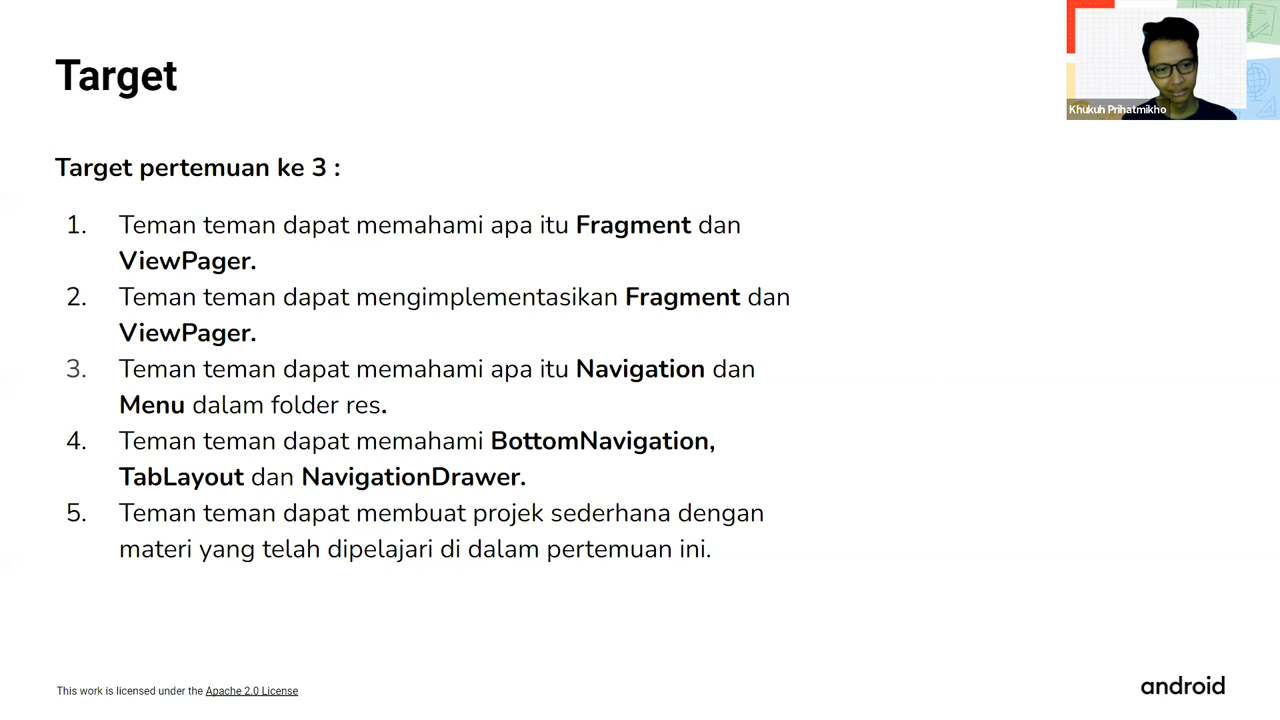 Target
Khukuh Prihatmikho
Target pertemuan ke 3 :
1. Teman teman dapat memahami apa itu Fragment dan
ViewPager.
2. Teman teman dapat mengimplementasikan Fragment dan
ViewPager.
3. Teman teman dapat memahami apa itu Navigation dan
Menu dalam folder res.
4. Teman teman dapat memahami BottomNavigation,
TabLayout dan NavigationDrawer.
5. Teman teman dapat membuat projek sederhana dengan
materi yang telah dipelajari di dalam pertemuan ini.
This work is licensed under the Apache 2.0 License
android